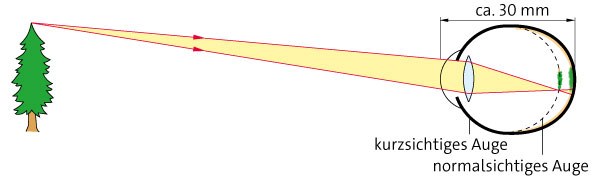 ca. 30 mm
kurzsichtiges Auge
normalsichtiges Auge